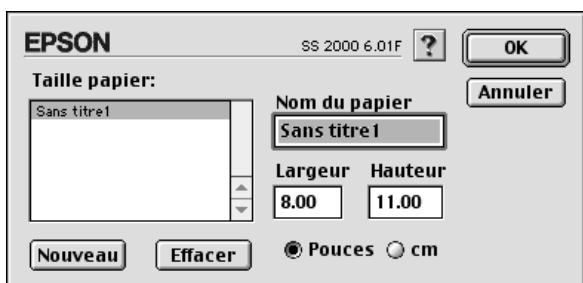 EPSON
SS 2000 6.01F
?
OK
Annuler
Taille papier:
Sans titre1
Nom du papier
Sans titre1
Largeur Hauteur
8.00 11.00
Nouveau Effacer
Pouces cm